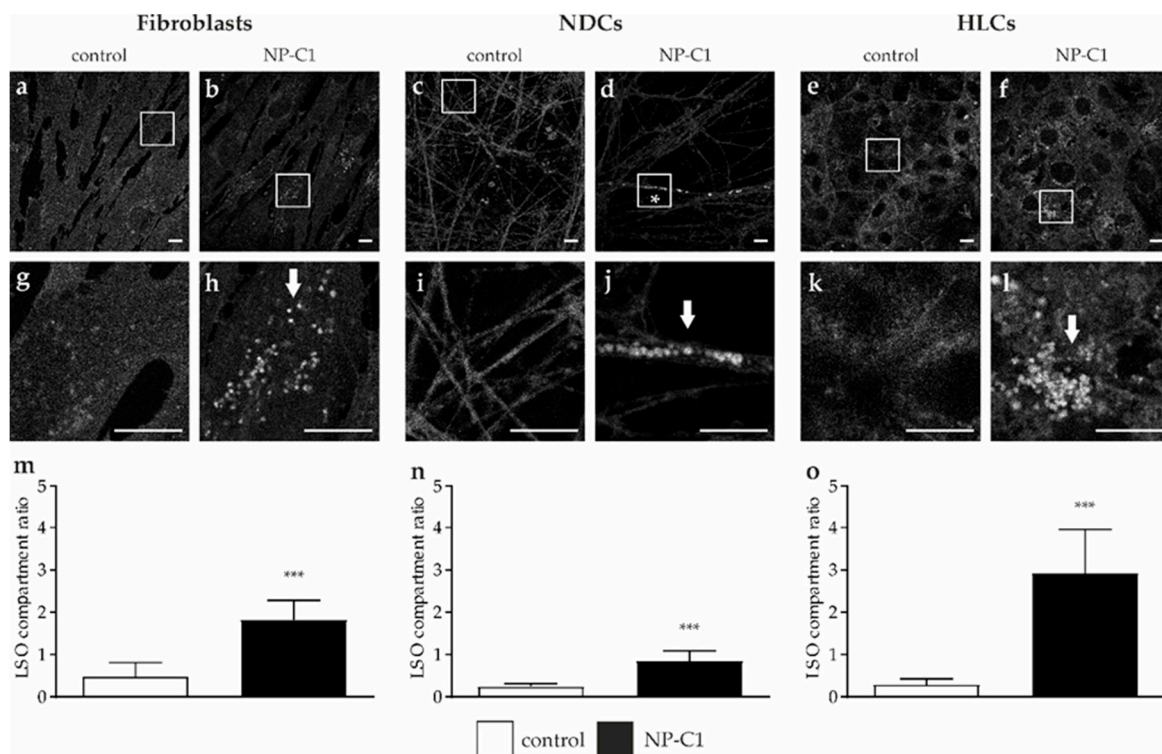 Fibroblasts NDCs HLCs
control NP-C1 control NP-C1 control NP-C1
a b c d e f
*
g h i j k l
m n o
LSO compartment ratio
5
4
3
2
1
0
***
LSO compartment ratio
5
4
3
2
1
0
***
LSO compartment ratio
5
4
3
2
1
0
***
control NP-C1